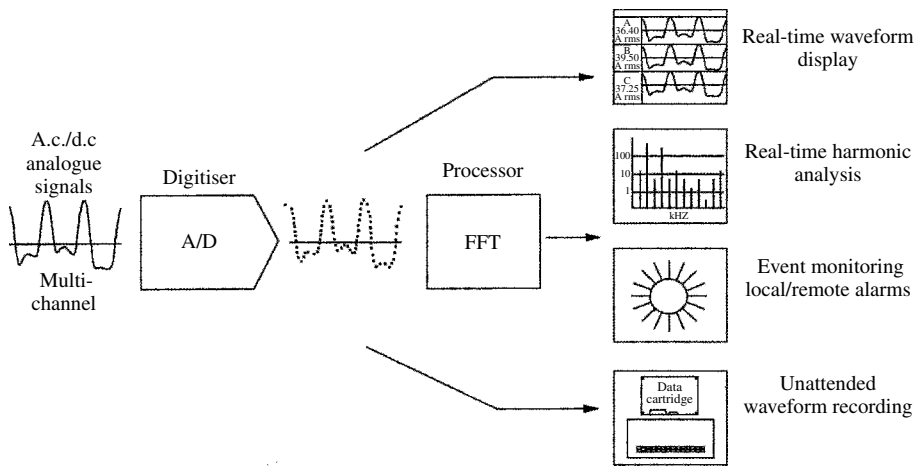 A.c./d.c
analogue
signals
Multi-
channel
Digitiser
A/D
Processor
FFT
A
36.40
A rms
B
39.50
A rms
C
37.25
A rms
Real-time waveform
display
100
10
1
kHZ
Real-time harmonic
analysis
Event monitoring
local/remote alarms
Data
cartridge
Unattended
waveform recording